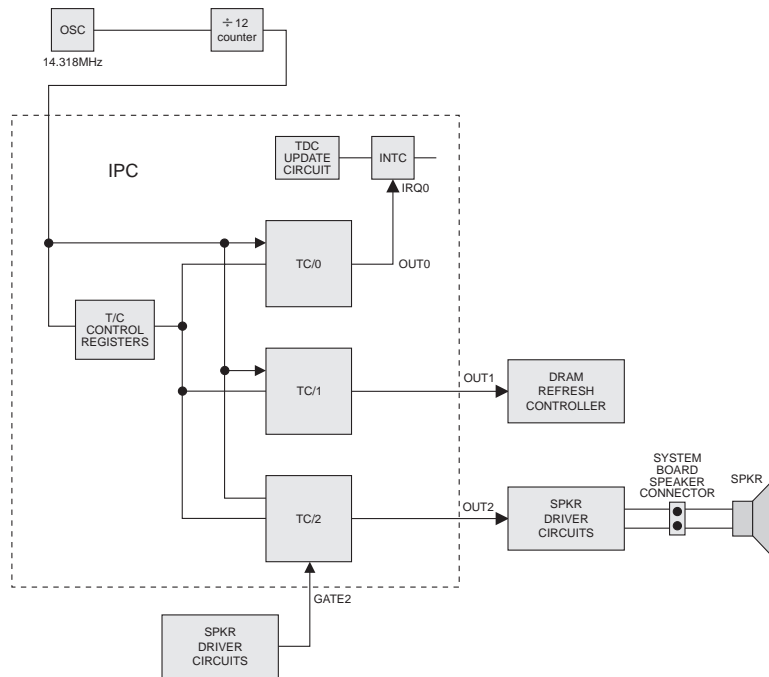 OSC
÷ 12
counter
14.318MHz
IPC
TDC
UPDATE
CIRCUIT
INTC
IRQ0
TC/0
OUT0
T/C
CONTROL
REGISTERS
TC/1
OUT1
DRAM
REFRESH
CONTROLLER
TC/2
OUT2
SPKR
DRIVER
CIRCUITS
SYSTEM
BOARD
SPEAKER
CONNECTOR
SPKR
GATE2
SPKR
DRIVER
CIRCUITS